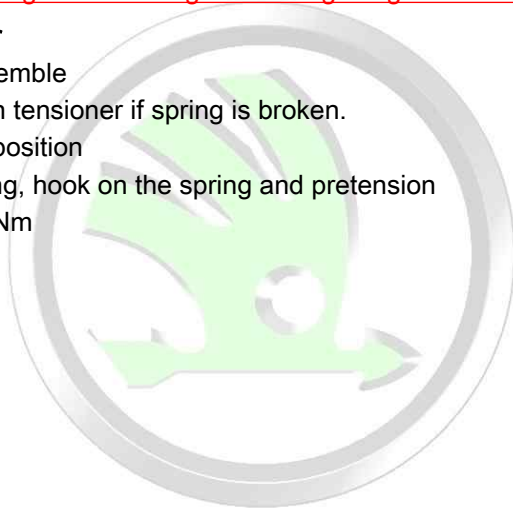 emble
tensioner if spring is broken.
position
ng, hook on the spring and pretension
Nm